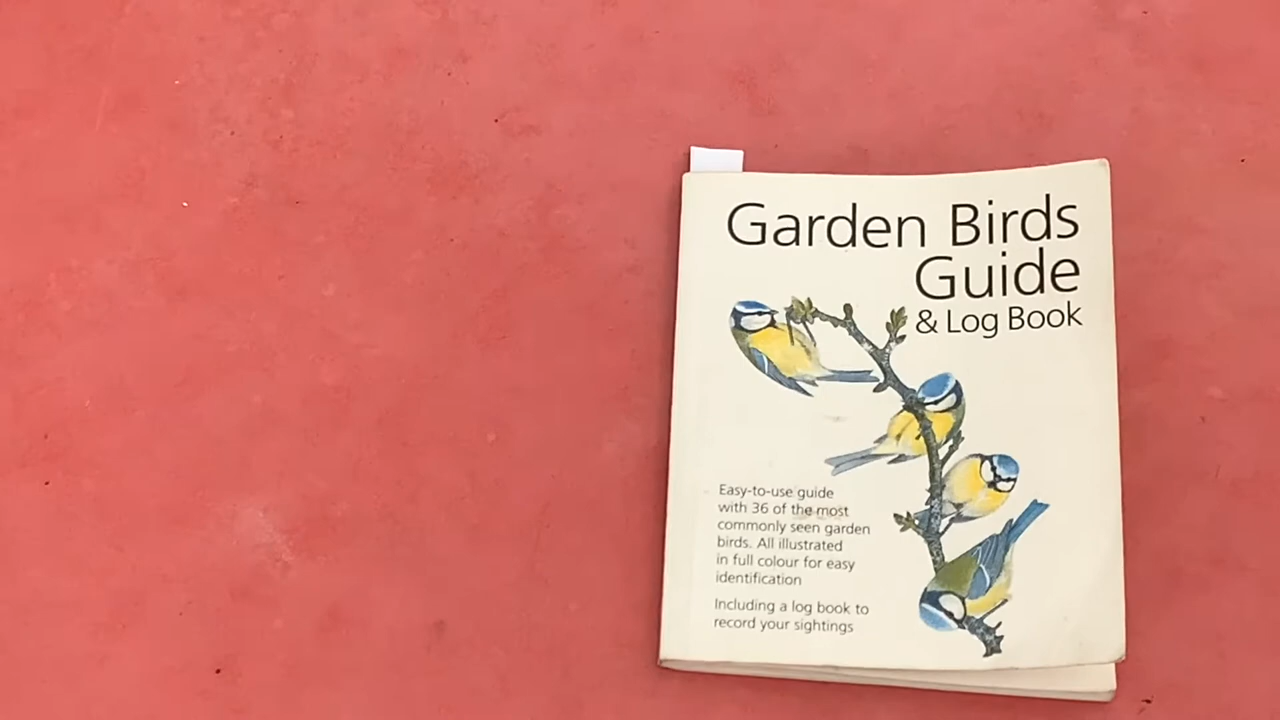 Garden Birds
Guide
& Log Book
Easy-to-use guide
with 36 of the most
commonly seen garden
birds. All illustrated
in full colour for easy
identification
Including a log book to
record your sightings